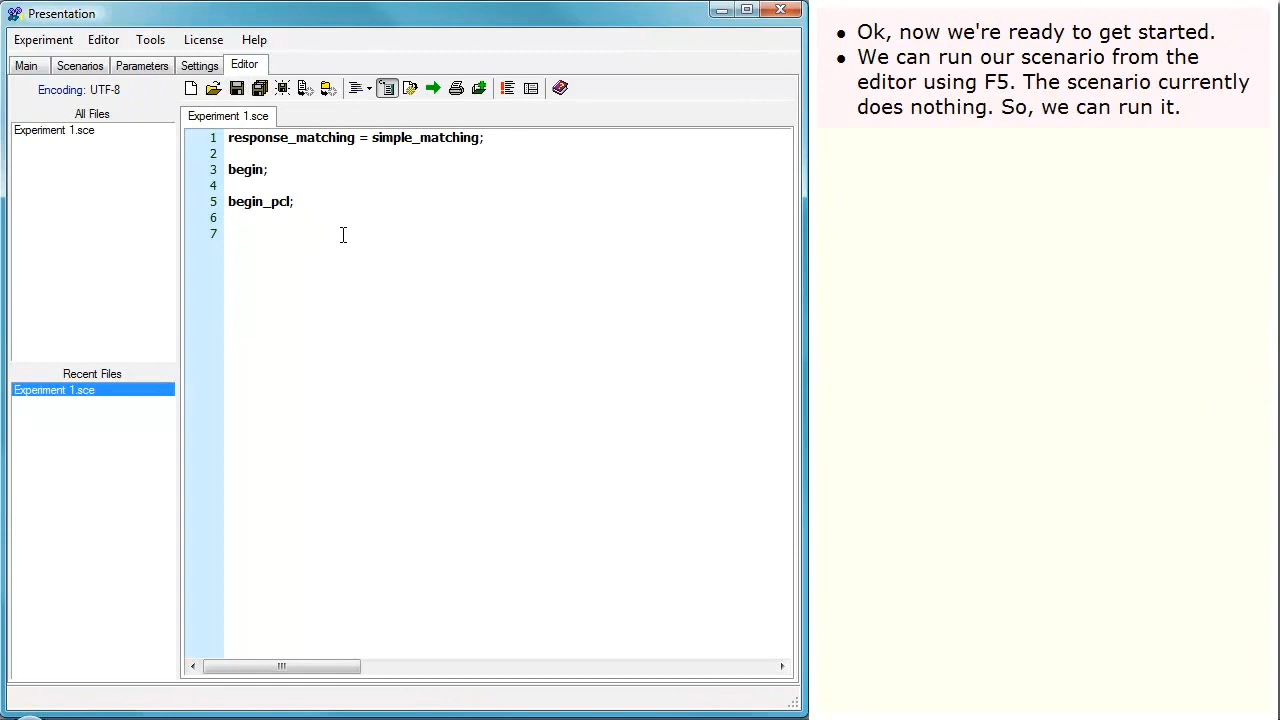 Presentation
Experiment Editor Tools License Help
Main Scenarios Parameters Settings Editor
Encoding: UTF-8
All Files
Experiment 1.sce
Recent Files
Experiment 1.sce
Experiment 1.sce
1 response_matching = simple_matching;
2
3 begin;
4
5 begin_pcl;
6
7
• Ok, now we're ready to get started.
• We can run our scenario from the
editor using F5. The scenario currently
does nothing. So, we can run it.